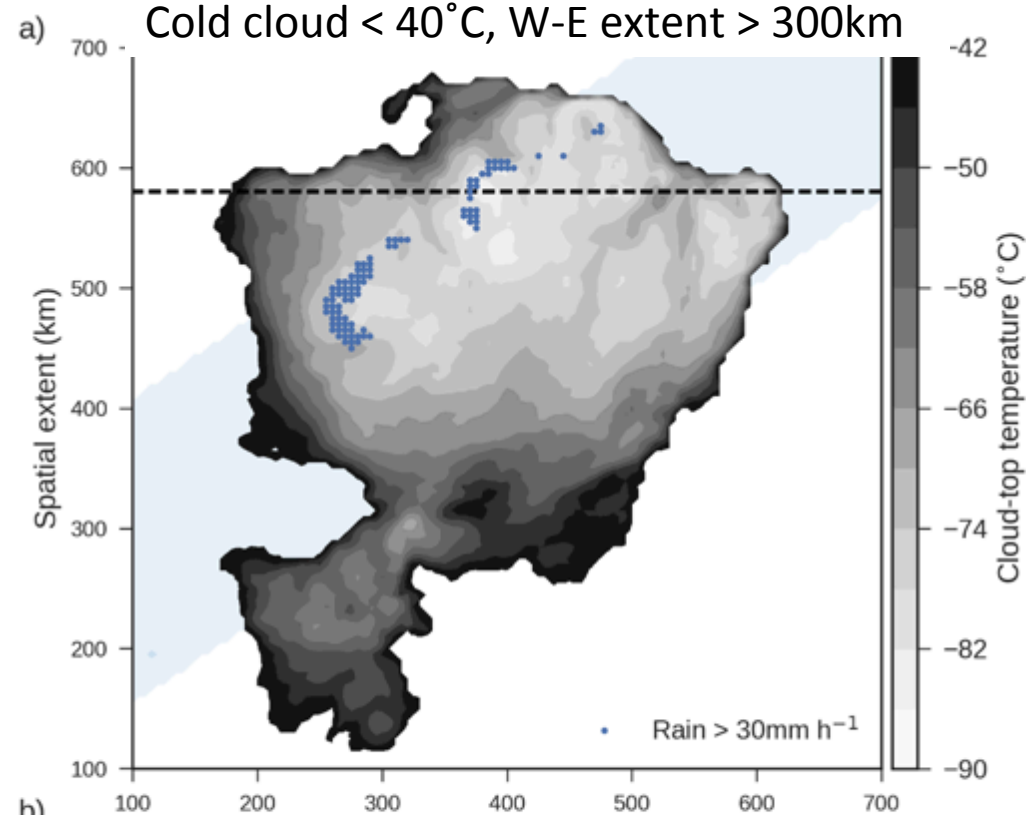 a)
Cold cloud < 40˚C, W-E extent > 300km
700
600
500
400
300
200
100
Spatial extent (km)
100 200 300 400 500 600 700
Rain > 30mm h⁻¹
-42
−50
−58
−66
−74
−82
−90
Cloud-top temperature (˚C)
b)